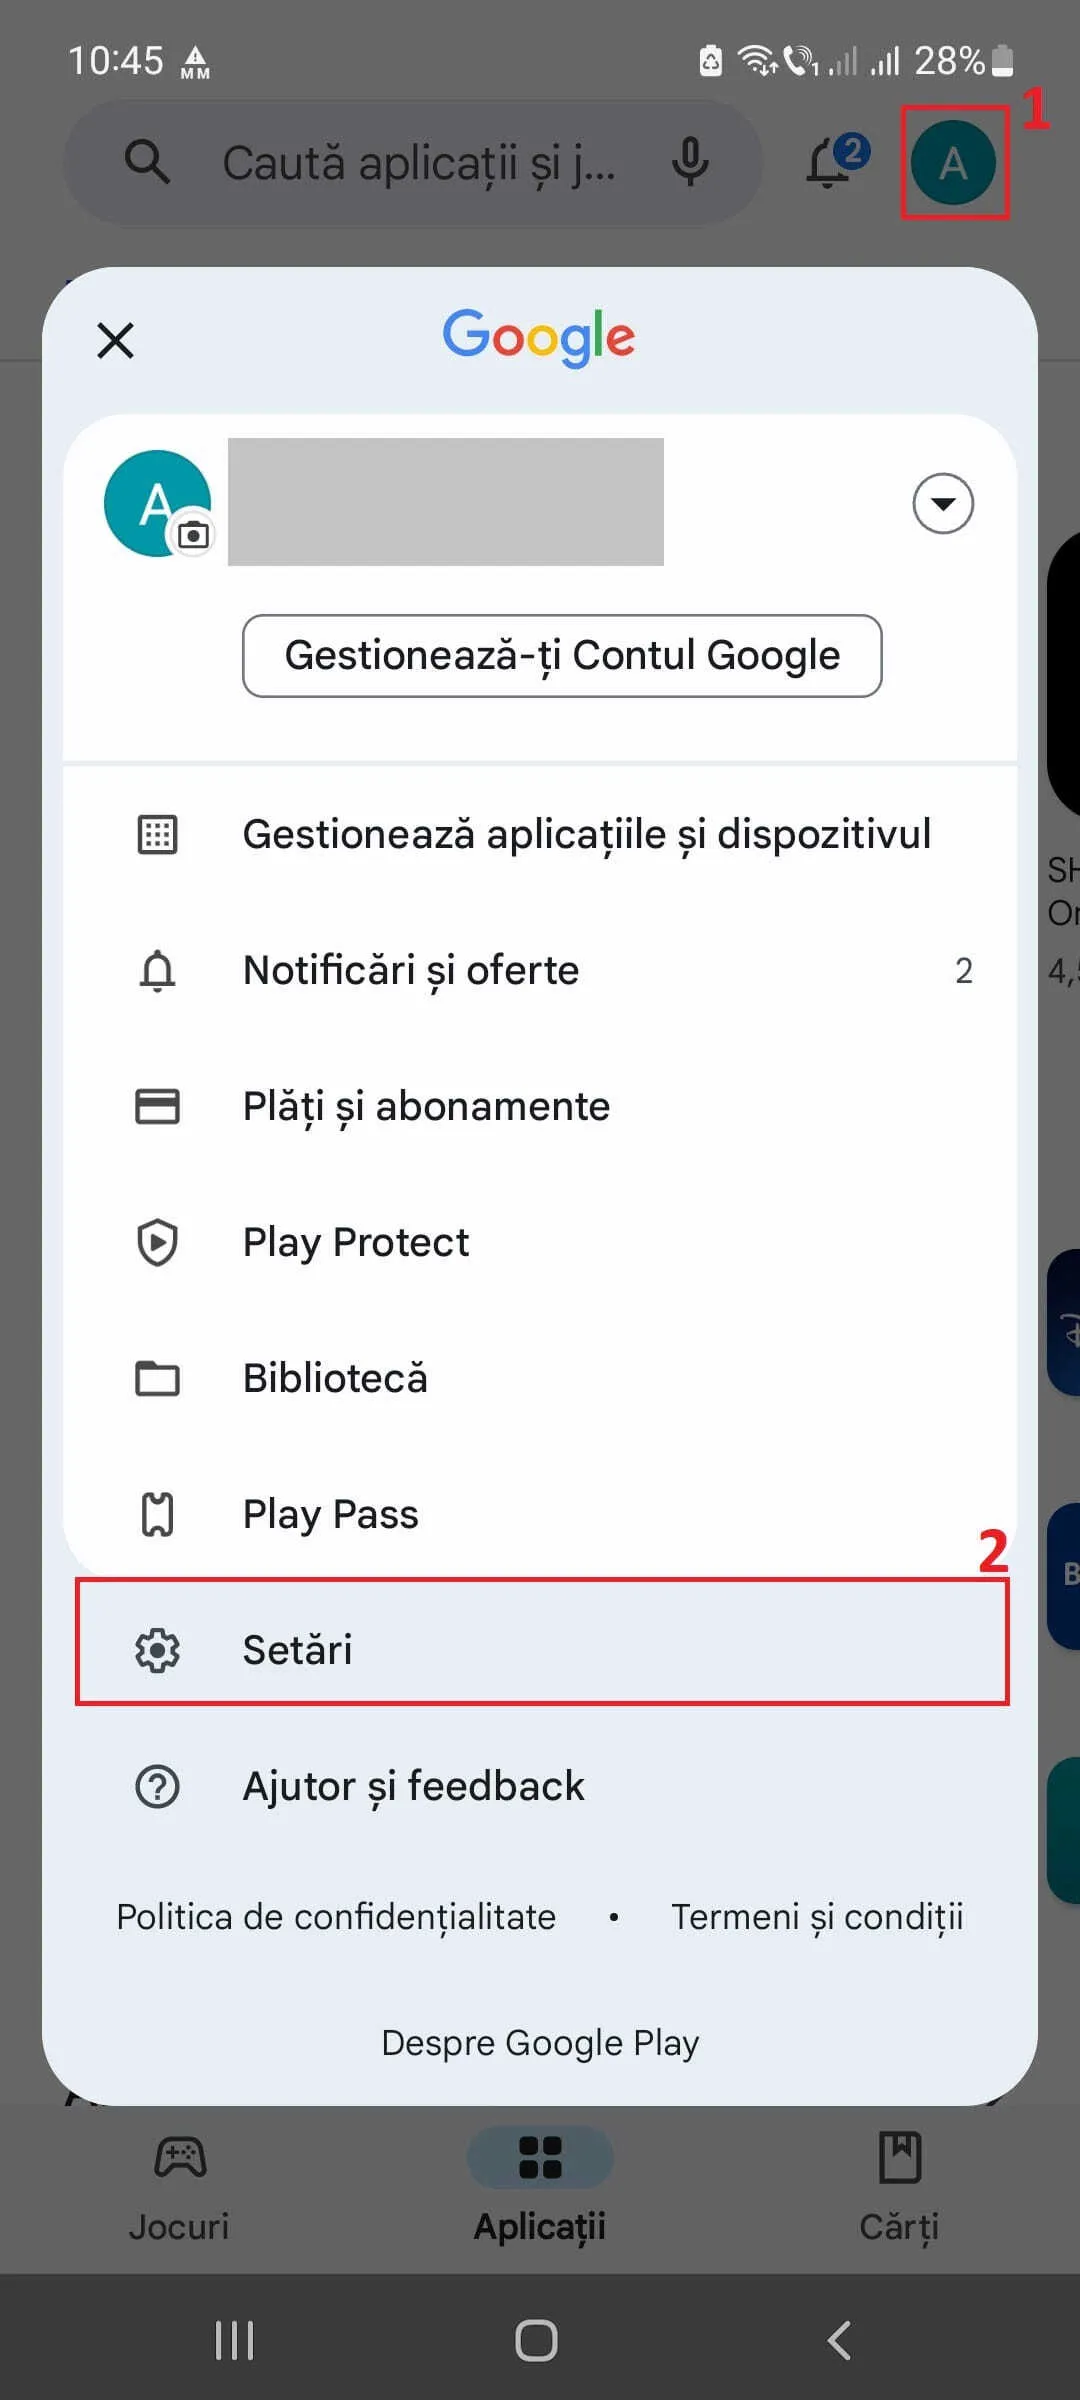 10:45
MM
1
28%
1
Caută aplicații și j...
2
A
Google
A
Gestionează-ți Contul Google
Gestionează aplicațiile și dispozitivul
SH
Notificări și oferte
2
4,
Plăți și abonamente
Play Protect
Bibliotecă
Play Pass
2
B
Setări
Ajutor și feedback
Politica de confidențialitate • Termeni și condiții
Despre Google Play
Jocuri
Aplicații
Cărți